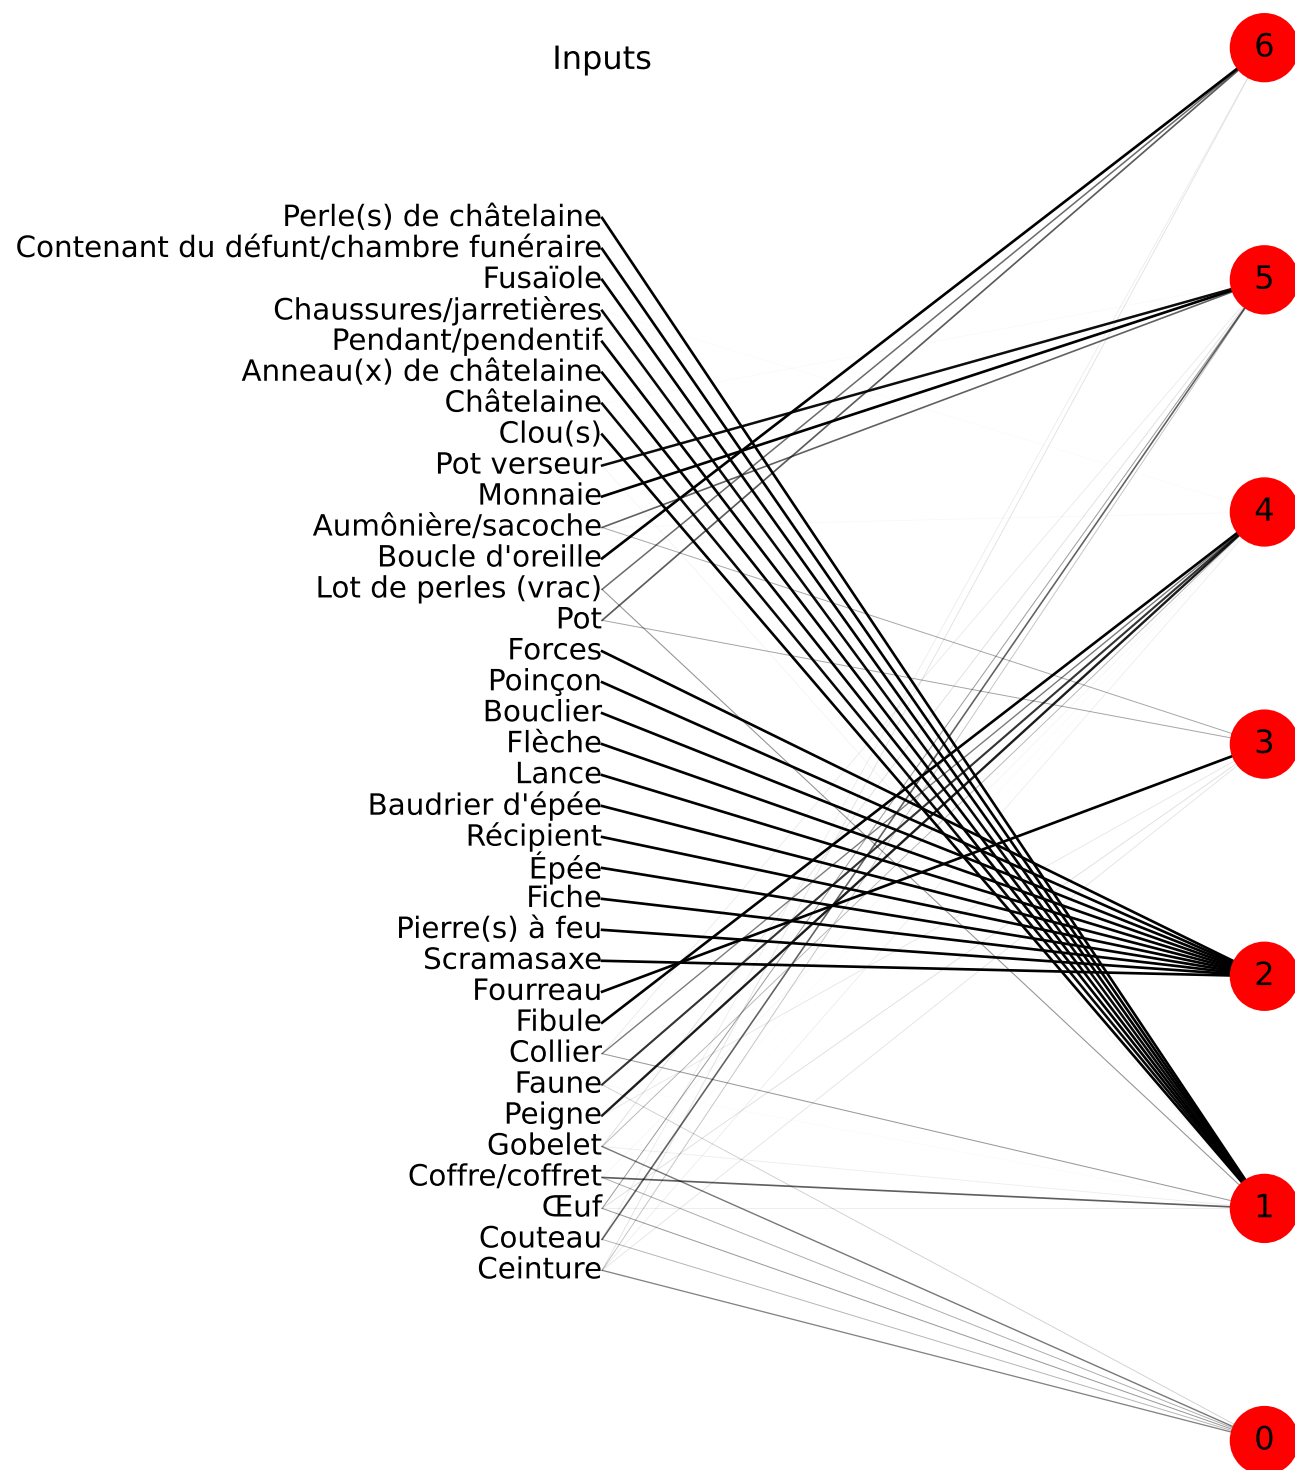 6
Inputs
Perle(s) de châtelaine
Contenant du défunt/chambre funéraire
Fusaïole
5
Chaussures/jarretières
Pendant/pendentif
Anneau(x) de châtelaine
Châtelaine
Clou(s)
Pot verseur
Monnaie
4
Aumônière/sacoche
Boucle d'oreille
Lot de perles (vrac)
Pot
Forces
Poinçon
Bouclier
Flèche
3
Lance
Baudrier d'épée
Récipient
Épée
Fiche
Pierre(s) à feu
Scramasaxe
2
Fourreau
Fibule
Collier
Faune
Peigne
Gobelet
Coffre/coffret
Œuf
1
Couteau
Ceinture
0